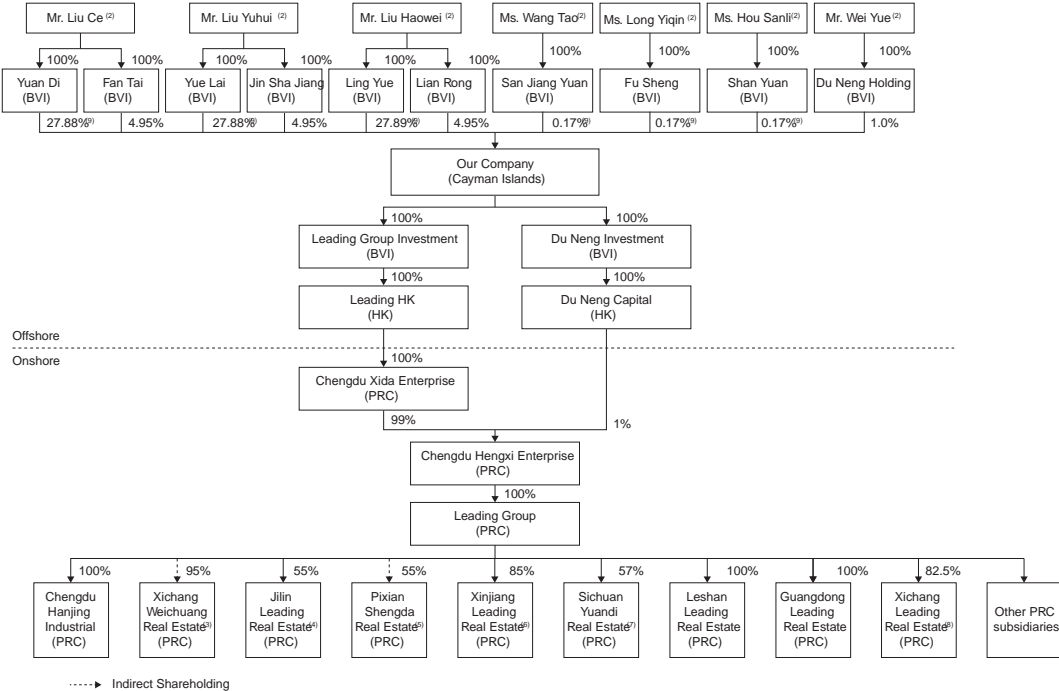 Mr. Liu Ce (2)
Mr. Liu Yuhui (2)
Mr. Liu Haowei (2)
Ms. Wang Tao(2)
Ms. Long Yiqin (2)
Ms. Hou Sanli(2)
Mr. Wei Yue (2)
100%
100%
100%
100%
100%
100%
100%
100%
100%
100%
Yuan Di
(BVI)
Fan Tai
(BVI)
Yue Lai
(BVI)
Jin Sha Jiang
(BVI)
Ling Yue
(BVI)
Lian Rong
(BVI)
San Jiang Yuan
(BVI)
Fu Sheng
(BVI)
Shan Yuan
(BVI)
Du Neng Holding
(BVI)
27.88%(9)
4.95%
27.88%(9)
4.95%
27.89%(9)
4.95%
0.17%(9)
0.17%(9)
0.17%(9)
1.0%
Our Company
(Cayman Islands)
100%
100%
Leading Group Investment
(BVI)
Du Neng Investment
(BVI)
100%
100%
Leading HK
(HK)
Du Neng Capital
(HK)
Offshore
Onshore
100%
Chengdu Xida Enterprise
(PRC)
99%
1%
Chengdu Hengxi Enterprise
(PRC)
100%
Leading Group
(PRC)
100%
95%
55%
55%
85%
57%
100%
100%
82.5%
Chengdu
Hanjing
Industrial
(PRC)
Xichang
Weichuang
Real Estate(3)
(PRC)
Jilin
Leading
Real Estate(4)
(PRC)
Pixian
Shengda
Real Estate(5)
(PRC)
Xinjiang
Leading
Real Estate(6)
(PRC)
Sichuan
Yuandi
Real Estate(7)
(PRC)
Leshan
Leading
Real Estate
(PRC)
Guangdong
Leading
Real Estate
(PRC)
Xichang
Leading
Real Estate(8)
(PRC)
Other PRC
subsidiaries
Indirect Shareholding